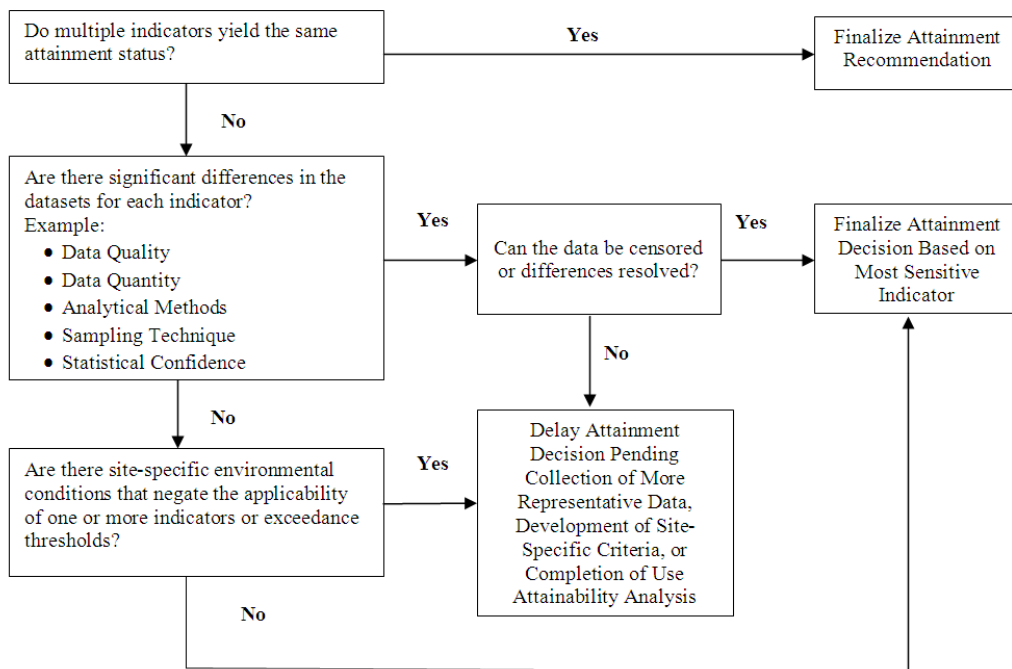 Do multiple indicators yield the same
attainment status?
Yes
Finalize Attainment
Recommendation
No
Are there significant differences in the
datasets for each indicator?
Example:
● Data Quality
● Data Quantity
● Analytical Methods
● Sampling Technique
● Statistical Confidence
Yes
Can the data be censored
or differences resolved?
Yes
Finalize Attainment
Decision Based on
Most Sensitive
Indicator
No
No
Are there site-specific environmental
conditions that negate the applicability
of one or more indicators or exceedance
thresholds?
Yes
Delay Attainment
Decision Pending
Collection of More
Representative Data,
Development of Site-
Specific Criteria, or
Completion of Use
Attainability Analysis
No